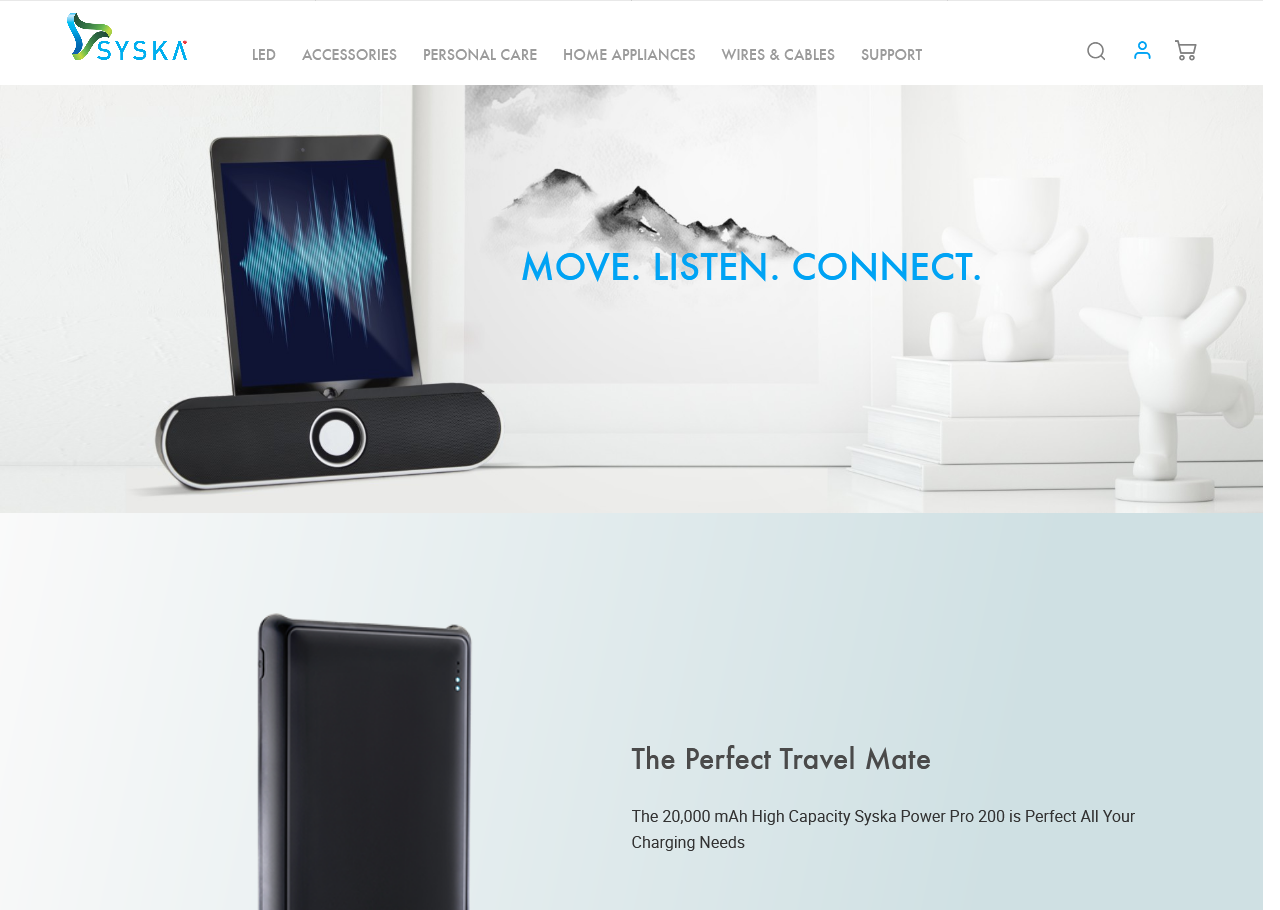 SYSKA
LED ACCESSORIES PERSONAL CARE HOME APPLIANCES WIRES & CABLES SUPPORT
MOVE. LISTEN. CONNECT.
The Perfect Travel Mate
The 20,000 mAh High Capacity Syska Power Pro 200 is Perfect All Your
Charging Needs